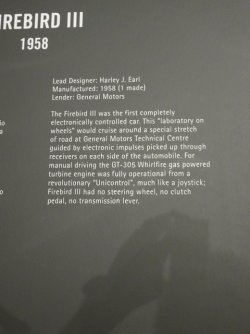 FIREBIRD III
1958
Lead Designer: Harley J. Earl
Manufactured: 1958 (1 made)
Lender: General Motors
The Firebird III was the first completely
electronically controlled car. This "laboratory on
wheels" would cruise around a special stretch
of road at General Motors Technical Centre
guided by electronic impulses picked up through
receivers on each side of the automobile. For
manual driving the GT-305 Whirlfire gas powered
turbine engine was fully operational from a
revolutionary "Unicontrol", much like a joystick;
Firebird III had no steering wheel, no clutch
pedal, no transmission lever.